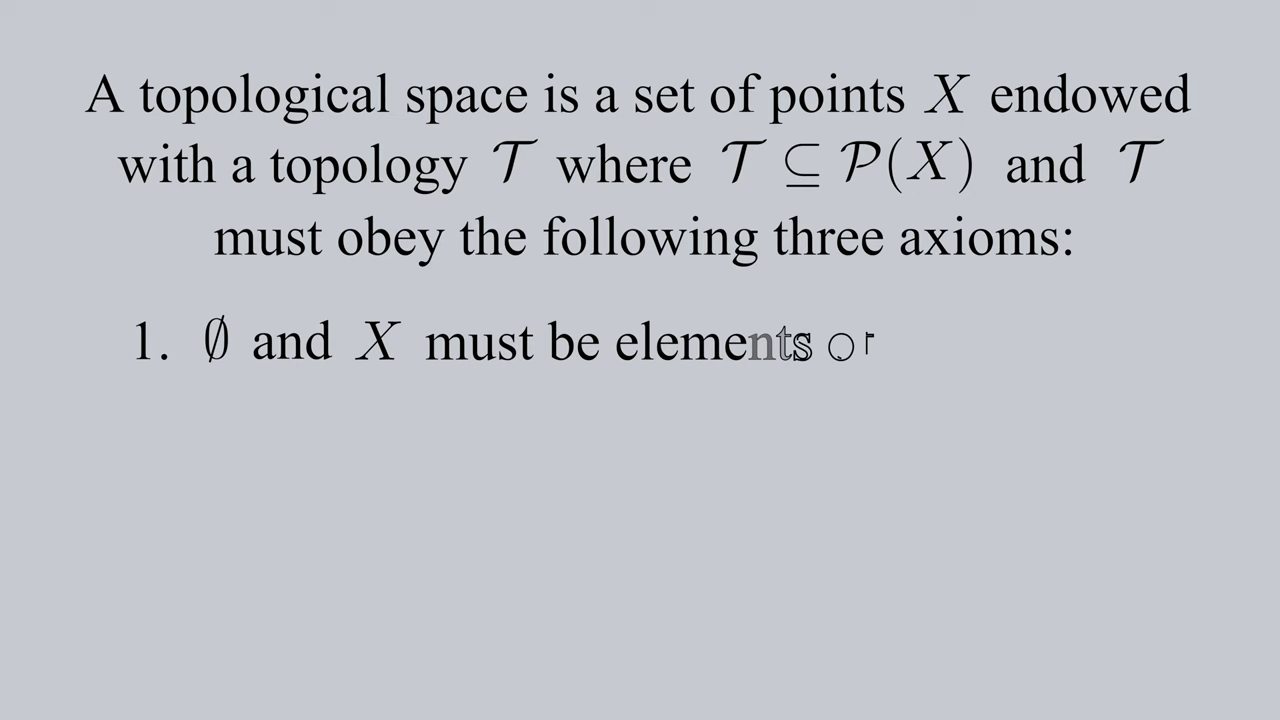 A topological space is a set of points X endowed
with a topology 𝒯 where 𝒯 ⊆ 𝒫(X) and 𝒯
must obey the following three axioms:
1. ∅ and X must be elements